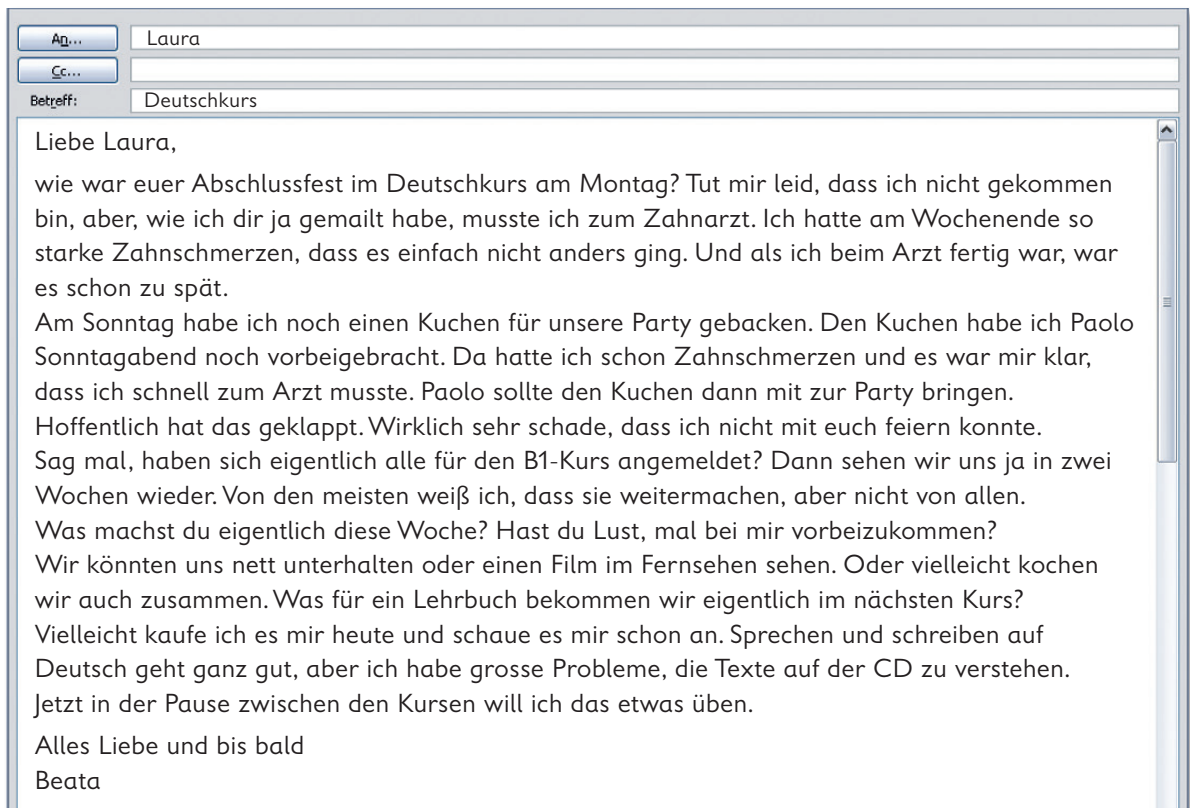 An...
Laura
Cc...
Betreff:
Deutschkurs
Liebe Laura,
wie war euer Abschlussfest im Deutschkurs am Montag? Tut mir leid, dass ich nicht gekommen
bin, aber, wie ich dir ja gemailt habe, musste ich zum Zahnarzt. Ich hatte am Wochenende so
starke Zahnschmerzen, dass es einfach nicht anders ging. Und als ich beim Arzt fertig war, war
es schon zu spät.
Am Sonntag habe ich noch einen Kuchen für unsere Party gebacken. Den Kuchen habe ich Paolo
Sonntagabend noch vorbeigebracht. Da hatte ich schon Zahnschmerzen und es war mir klar,
dass ich schnell zum Arzt musste. Paolo sollte den Kuchen dann mit zur Party bringen.
Hoffentlich hat das geklappt. Wirklich sehr schade, dass ich nicht mit euch feiern konnte.
Sag mal, haben sich eigentlich alle für den B1-Kurs angemeldet? Dann sehen wir uns ja in zwei
Wochen wieder. Von den meisten weiß ich, dass sie weitermachen, aber nicht von allen.
Was machst du eigentlich diese Woche? Hast du Lust, mal bei mir vorbeizukommen?
Wir könnten uns nett unterhalten oder einen Film im Fernsehen sehen. Oder vielleicht kochen
wir auch zusammen. Was für ein Lehrbuch bekommen wir eigentlich im nächsten Kurs?
Vielleicht kaufe ich es mir heute und schaue es mir schon an. Sprechen und schreiben auf
Deutsch geht ganz gut, aber ich habe grosse Probleme, die Texte auf der CD zu verstehen.
Jetzt in der Pause zwischen den Kursen will ich das etwas üben.
Alles Liebe und bis bald
Beata